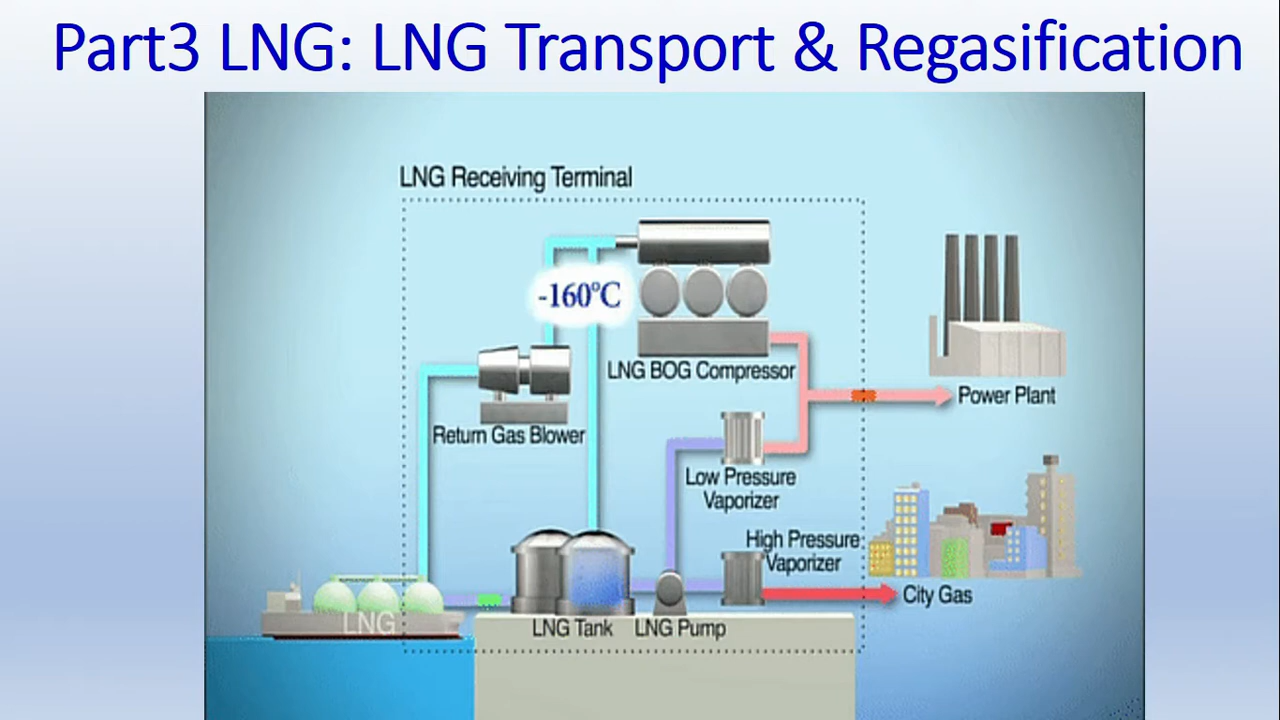 Part3 LNG: LNG Transport & Regasification
LNG Receiving Terminal
-160°C
LNG BOG Compressor
Power Plant
Return Gas Blower
Low Pressure
Vaporizer
High Pressure
Vaporizer
City Gas
LNG
LNG Tank
LNG Pump